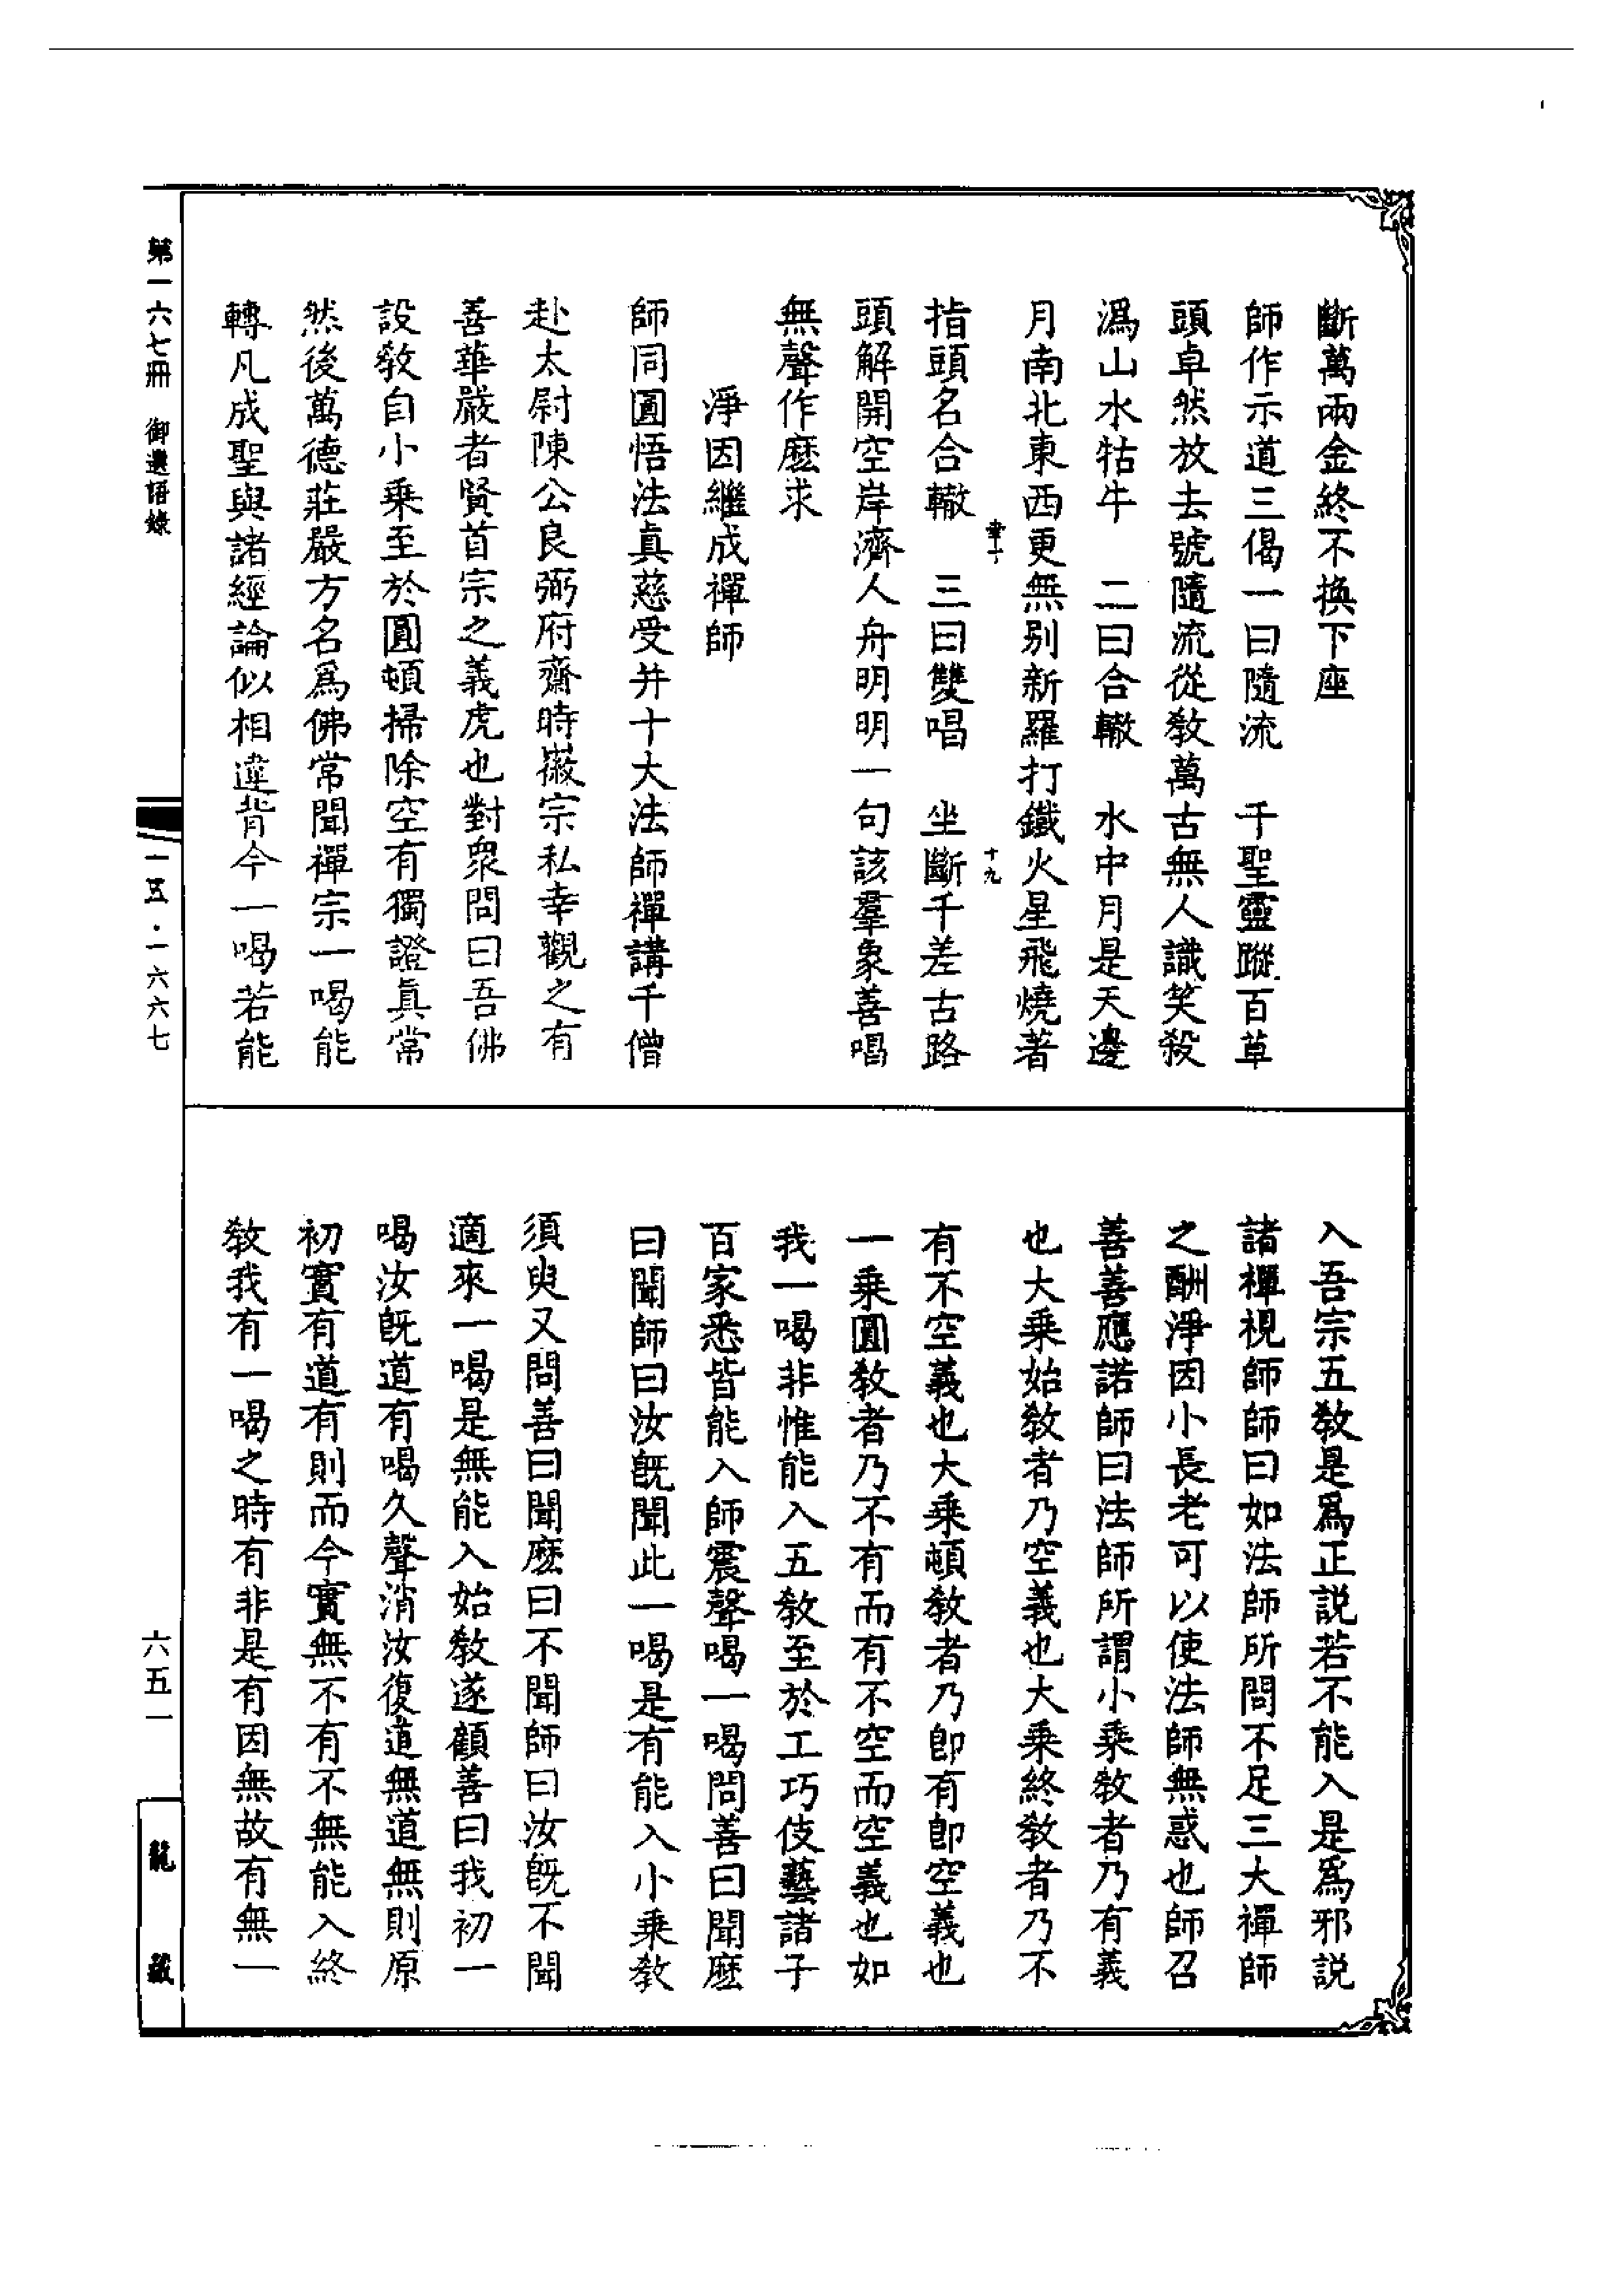 斷萬兩金終不換下座
師作示道三偈一曰隨流　千聖靈蹤百草
頭卓然放去號隨流從教萬古無人識笑殺
溈山水牯牛　二曰合轍　水中月是天邊
月南北東西更無別新羅打鐵火星飛燒著
指頭名合轍　三曰雙唱　坐斷千差古路
頭解開空岸濟人舟明明一句該羣象善唱
無聲作麽求
淨因繼成禪師
師同圓悟法眞慈受并十大法師禪講千僧
赴太尉陳公良弼府齋時徽宗私幸觀之有
善華嚴者賢首宗之義虎也對衆問曰吾佛
設教自小乗至於圓頓掃除空有獨證眞常
然後萬德莊嚴方名爲佛常聞禪宗一喝能
轉凡成聖與諸經論似相違背今一喝若能
入吾宗五教是爲正説若不能入是爲邪説
諸禪視師師曰如法師所問不足三大禪師
之酬淨因小長老可以使法師無惑也師召
善善應諾師曰法師所謂小乗教者乃有義
也大乗始教者乃空義也大乗終教者乃不
有不空義也大乗頓教者乃即有即空義也
一乗圓教者乃不有而有不空而空義也如
我一喝非惟能入五教至於工巧伎藝諸子
百家悉皆能入師震聲喝一喝問善曰聞麽
曰聞師曰汝既聞此一喝是有能入小乗教
須臾又問善曰聞麽曰不聞師曰汝既不聞
適來一喝是無能入始教遂顧善曰我初一
喝汝既道有喝久聲消汝復道無道無則原
初實有道有則而今實無不有不無能入終
教我有一喝之時有非是有因無故有無一
十九
第一六七冊　御選語錄
一五·一六六七
六五一
龍藏